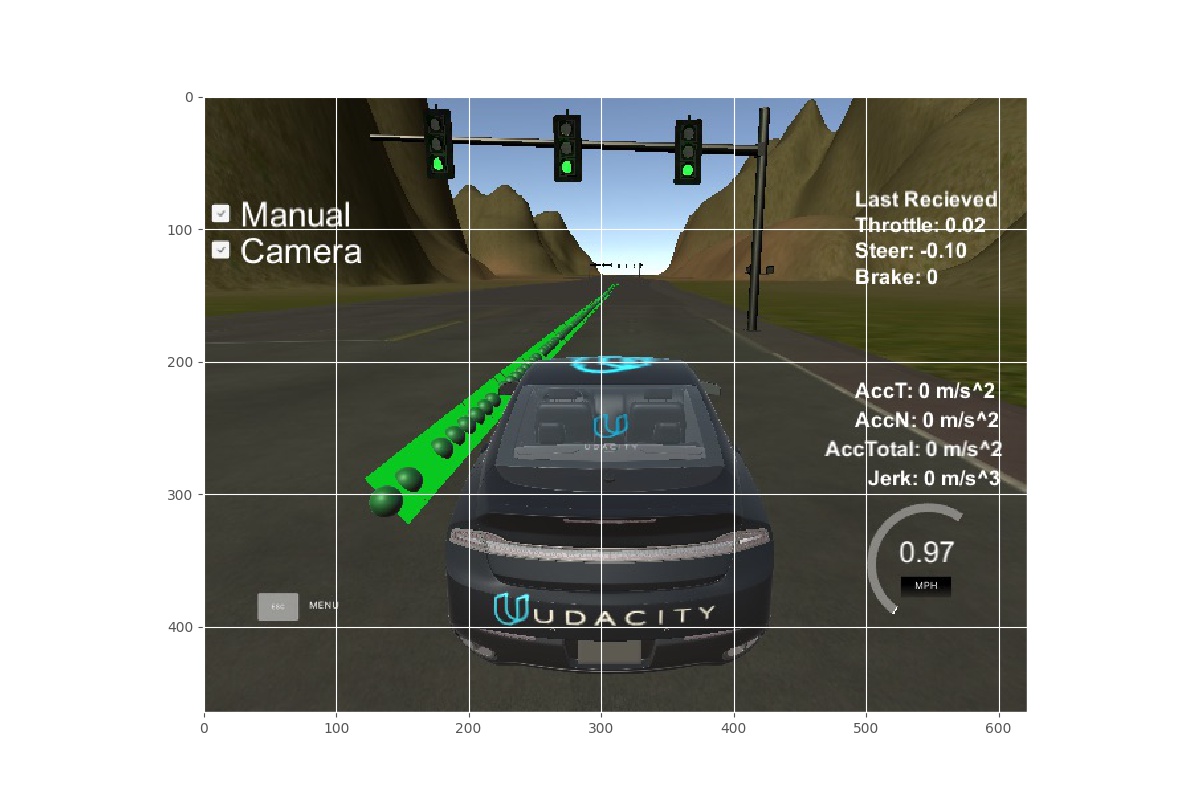 0
100
200
300
400
0
100
200
300
400
500
600
Manual
Camera
Last Recieved
Throttle: 0.02
Steer: -0.10
Brake: 0
AccT: 0 m/s^2
AccN: 0 m/s^2
AccTotal: 0 m/s^2
Jerk: 0 m/s^3
0.97
MPH
UDACITY
ESC MENU
UDACITY